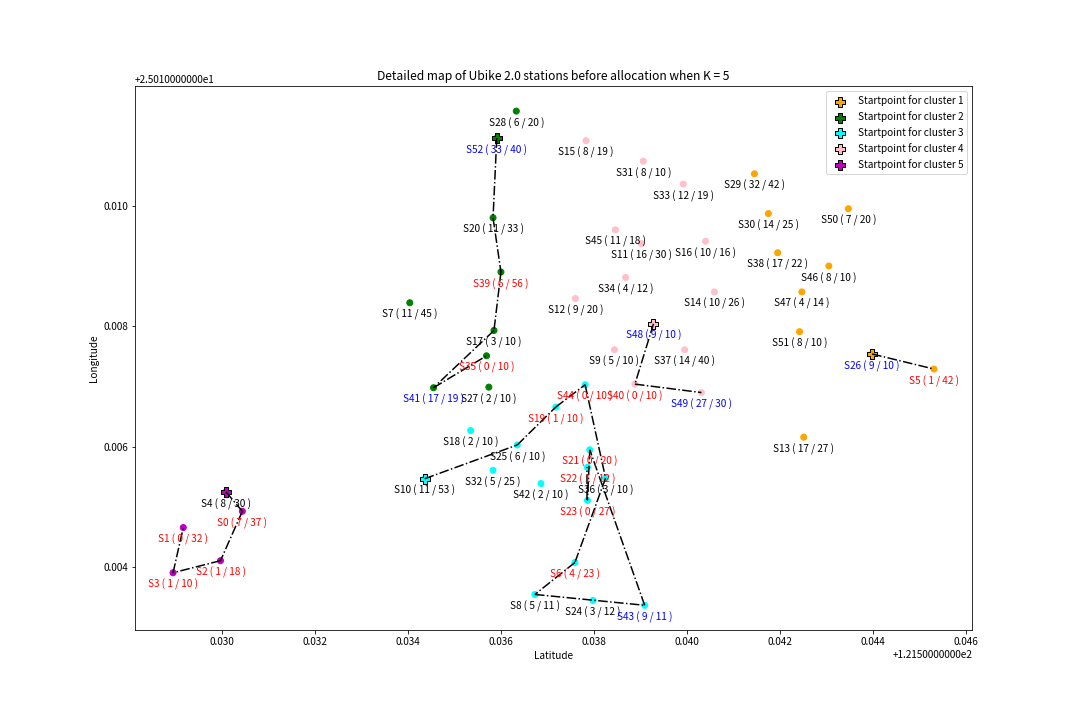 Detailed map of Ubike 2.0 stations before allocation when K = 5
+2.5010000000e1
Startpoint for cluster 1
Startpoint for cluster 2
Startpoint for cluster 3
Startpoint for cluster 4
Startpoint for cluster 5
S28 ( 6 / 20 )
S52 ( 33 / 40 )
S15 ( 8 / 19 )
S31 ( 8 / 10 )
S33 ( 12 / 19 )
S29 ( 32 / 42 )
0.010
S50 ( 7 / 20 )
S30 ( 14 / 25 )
S20 ( 11 / 33 )
S45 ( 11 / 18 )
S11 ( 16 / 30 )
S16 ( 10 / 16 )
S38 ( 17 / 22 )
S46 ( 8 / 10 )
S39 ( 6 / 56 )
S34 ( 4 / 12 )
S14 ( 10 / 26 )
S47 ( 4 / 14 )
S12 ( 9 / 20 )
S7 ( 11 / 45 )
0.008
S48 ( 9 / 10 )
S17 ( 3 / 10 )
S51 ( 8 / 10 )
Longitude
S9 ( 5 / 10 )
S37 ( 14 / 40 )
S35 ( 0 / 10 )
S26 ( 9 / 10 )
S5 ( 1 / 42 )
S41 ( 17 / 19 )
S27 ( 2 / 10 )
S44 ( 0 / 10 )
S40 ( 0 / 10 )
S49 ( 27 / 30 )
S19 ( 1 / 10 )
0.006
S18 ( 2 / 10 )
S13 ( 17 / 27 )
S25 ( 6 / 10 )
S21 ( 0 / 20 )
S32 ( 5 / 25 )
S22 (
S10 ( 11 / 53 )
S36 ( 3 / 10 )
S42 ( 2 / 10 )
S4 ( 8 / 30 )
S23 ( 0 / 27 )
S0 ( 7 / 37 )
S1 ( 0 / 32 )
0.004
S2 ( 1 / 18 )
S6 ( 4 / 23 )
S3 ( 1 / 10 )
S8 ( 5 / 11 )
S24 ( 3 / 12 )
S43 ( 9 / 11 )
0.030 0.032 0.034 0.036 0.038 0.040 0.042 0.044 0.046
Latitude
+1.2150000000e2